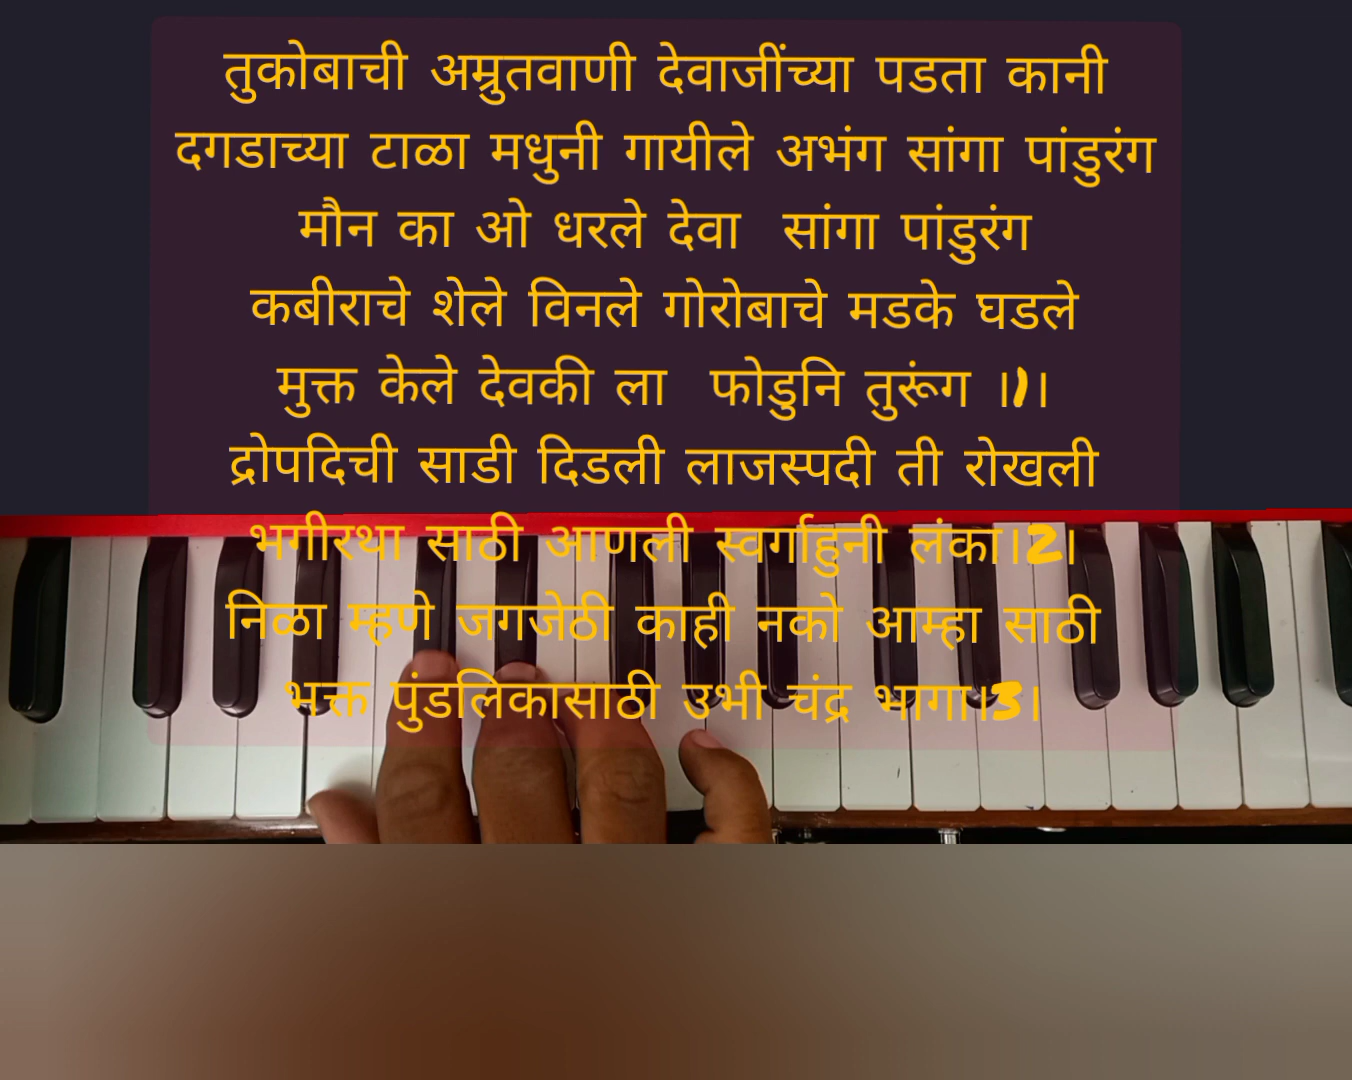 तुकोबाची अम्रुतवाणी देवाजींच्या पडता कानी
दगडाच्या टाळा मधुनी गायीले अभंग सांगा पांडुरंग
मौन का ओ धरले देवा सांगा पांडुरंग
कबीराचे शेले विनले गोरोबाचे मडके घडले
मुक्त केले देवकी ला फोडुनि तुरूंग ।1।
द्रोपदिची साडी दिडली लाजस्पदी ती रोखली
भगीरथा साठी आणली स्वर्गाहुनी लंका।2।
निळा म्हणे जगजेठी काही नको आम्हा साठी
भक्त पुंडलिकासाठी उभी चंद्र भागा।3।